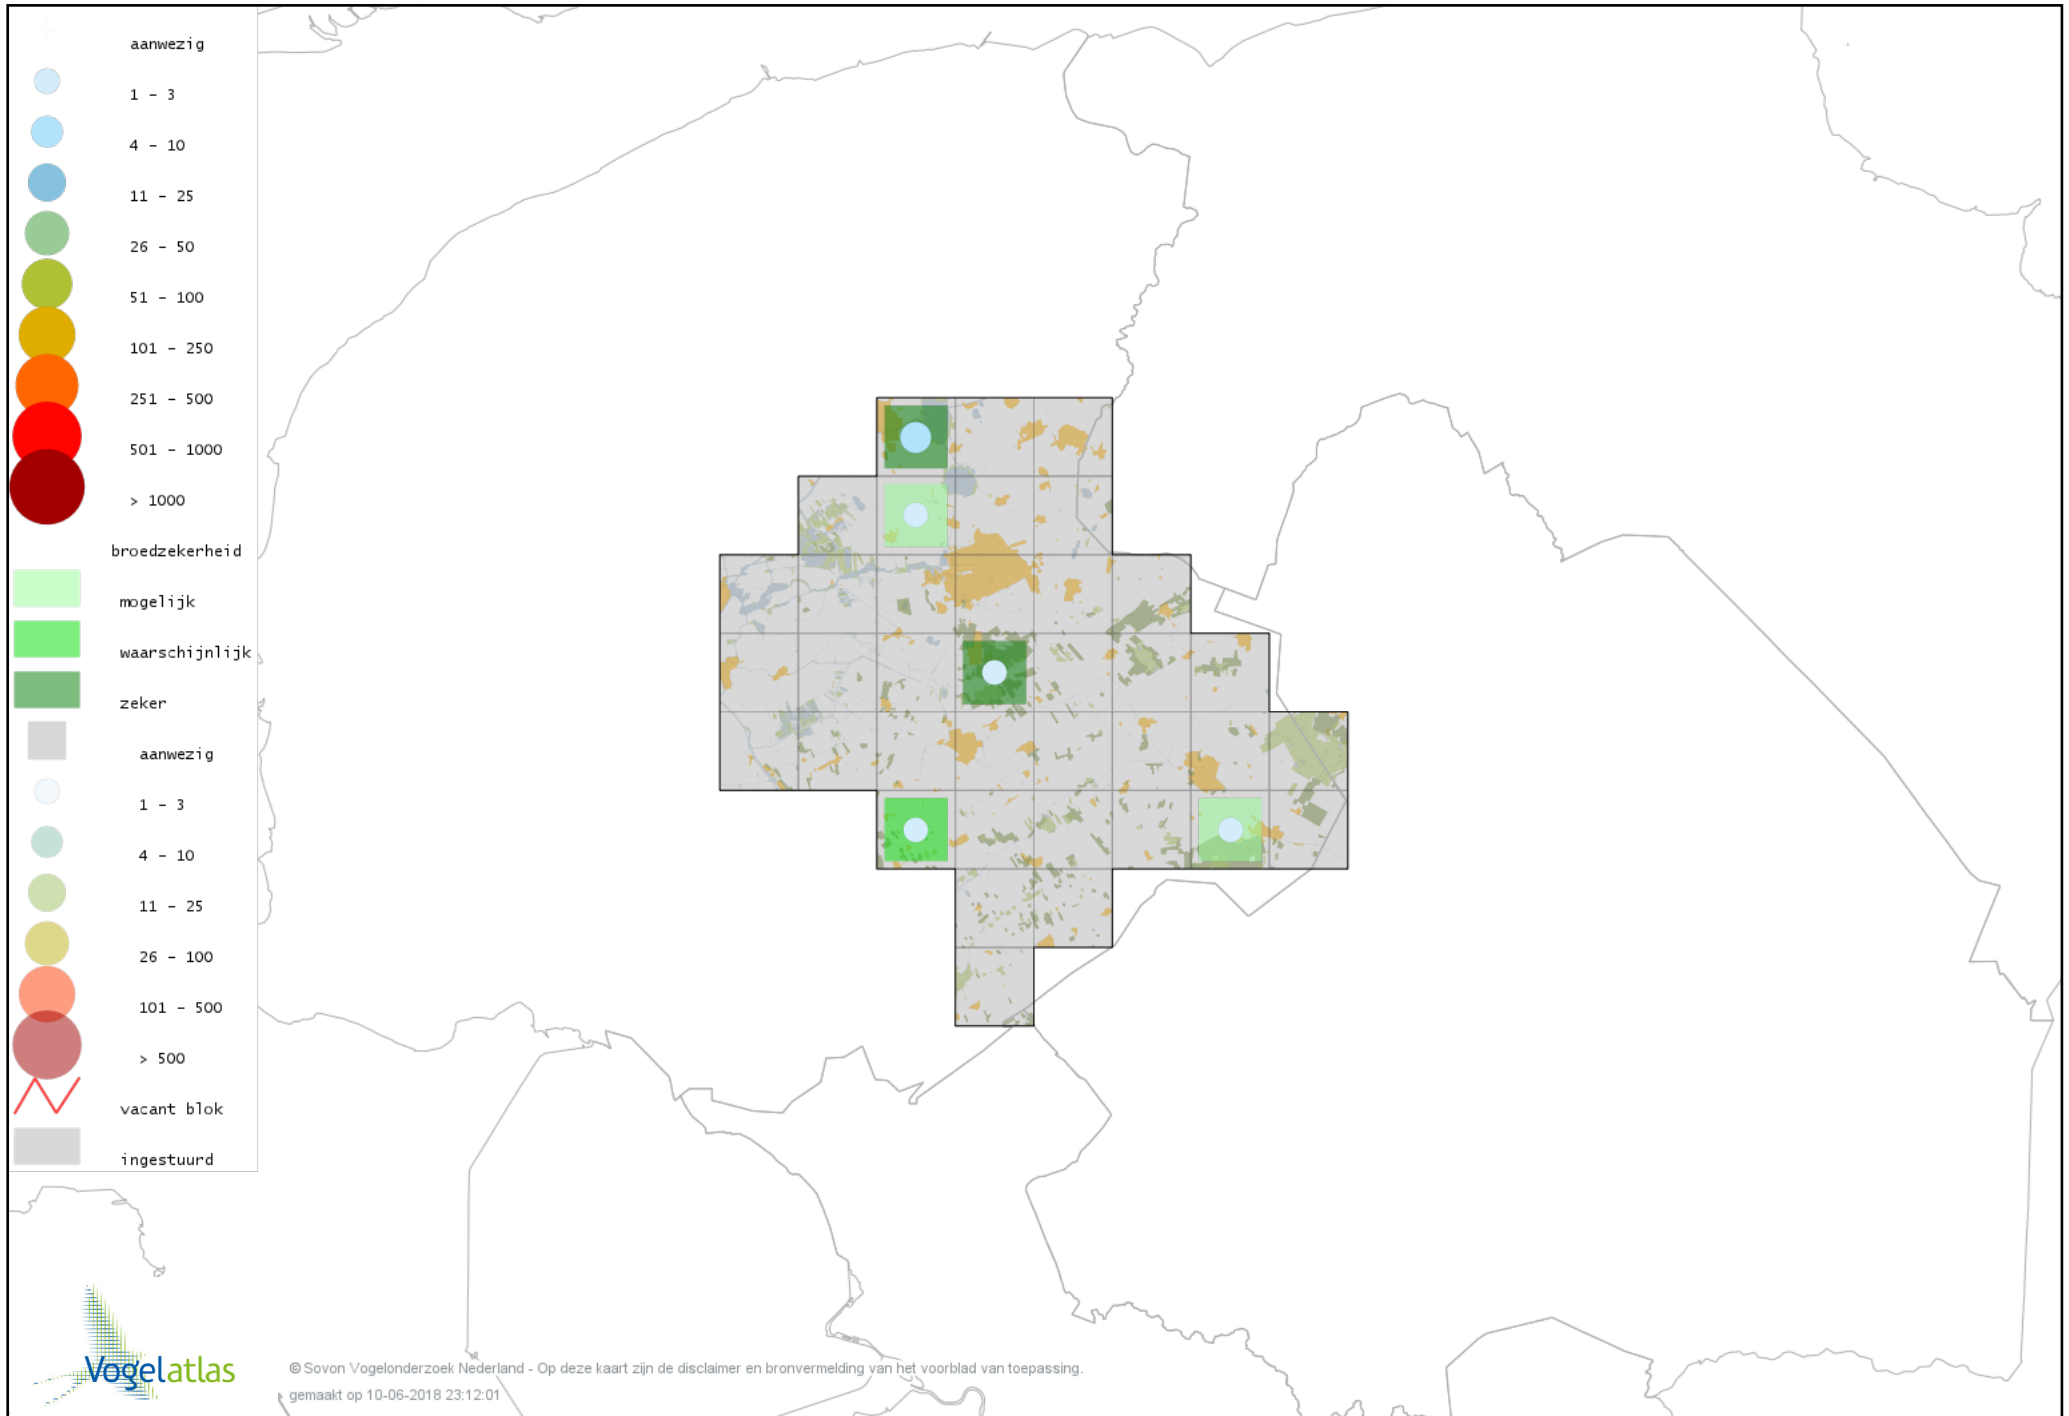 aanwezig
1 - 3
4 - 10
11 - 25
26 - 50
51 - 100
101 - 250
251 - 500
501 - 1000
> 1000
broedzekerheid
mogelijk
waarschijnlijk
zeker
aanwezig
1 - 3
4 - 10
11 - 25
26 - 100
101 - 500
> 500
vacant blok
ingestuurd
Vogelatlas
© Sovon Vogelonderzoek Nederland - Op deze kaart zijn de disclaimer en bronvermelding van het voorblad van toepassing.
gemaakt op 10-06-2018 23:12:01